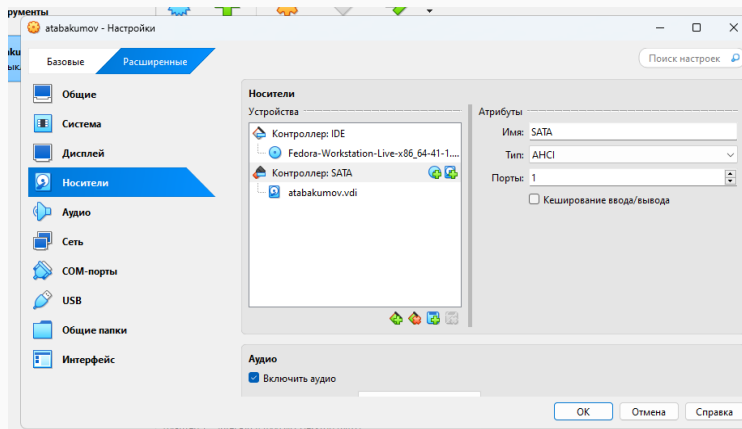 рументы
atabakumov - Настройки
Базовые
Расширенные
Поиск настроек
Общие
Система
Дисплей
Носители
Аудио
Сеть
COM-порты
USB
Общие папки
Интерфейс
Носители
Устройства
Контроллер: IDE
Fedora-Workstation-Live-x86_64-41-1....
Контроллер: SATA
atabakumov.vdi
Атрибуты
Имя: SATA
Тип: AHCI
Порты: 1
Кеширование ввода/вывода
Аудио
Включить аудио
ОК
Отмена
Справка